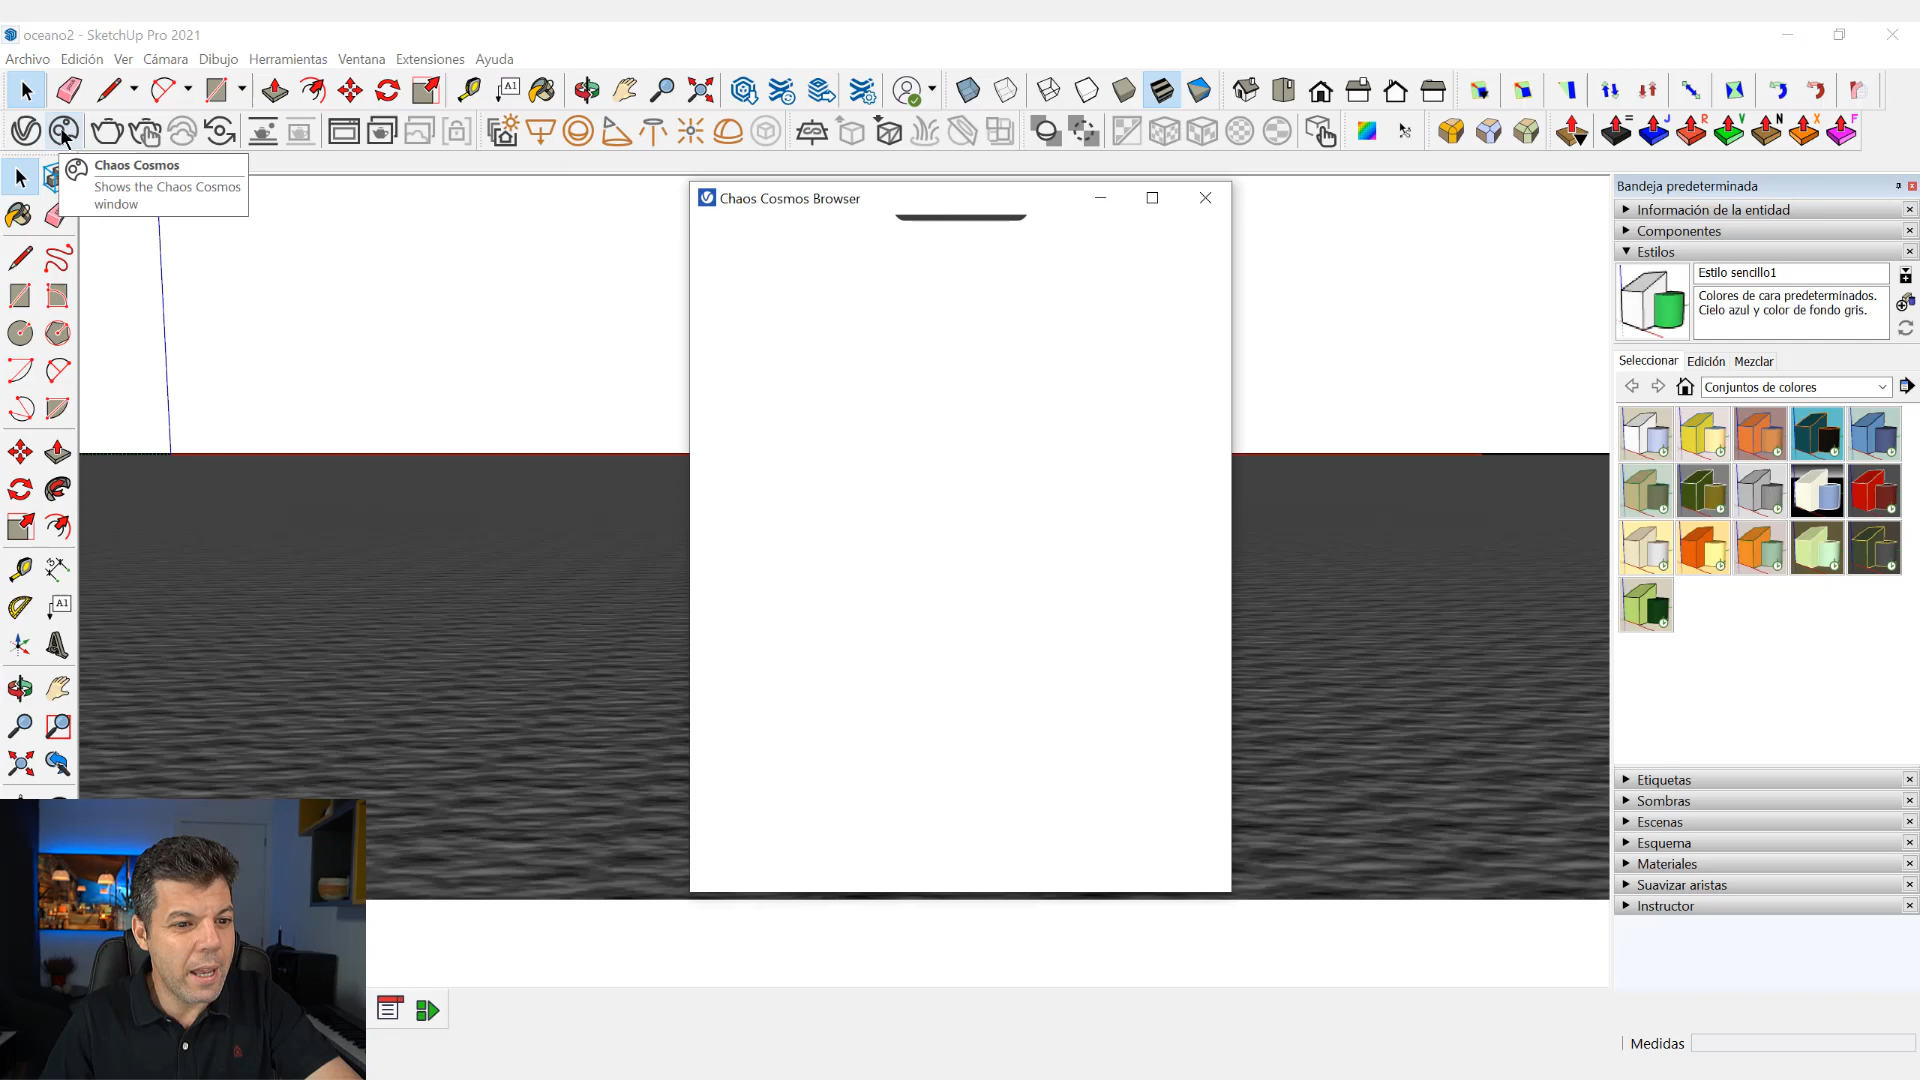 oceano2 - SketchUp Pro 2021
Archivo Edición Ver Cámara Dibujo Herramientas Ventana Extensiones Ayuda
A1
= J R V N X F
Chaos Cosmos
Shows the Chaos Cosmos
window
Chaos Cosmos Browser
Bandeja predeterminada
Información de la entidad
Componentes
Estilos
Estilo sencillo1
Colores de cara predeterminados.
Cielo azul y color de fondo gris.
Seleccionar Edición Mezclar
Conjuntos de colores
A1
Etiquetas
Sombras
Escenas
Esquema
Materiales
Suavizar aristas
Instructor
Medidas